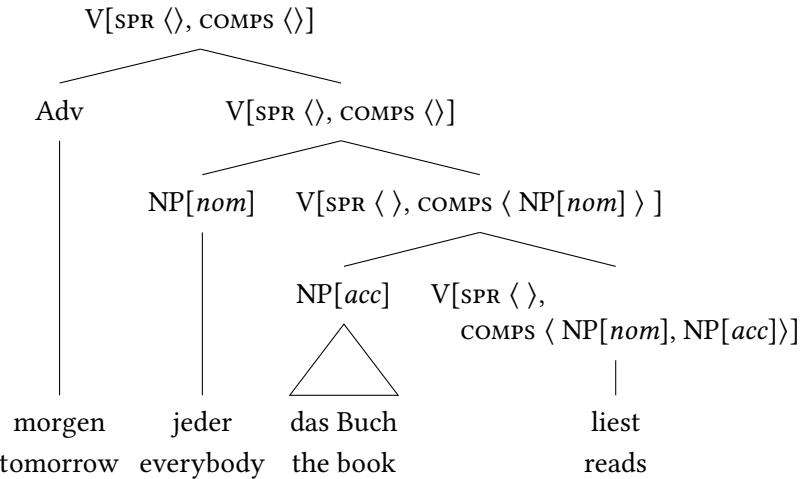 V[SPR ⟨⟩, COMPS ⟨⟩]
Adv V[SPR ⟨⟩, COMPS ⟨⟩]
NP[nom] V[SPR ⟨ ⟩, COMPS ⟨ NP[nom] ⟩ ]
NP[acc] V[SPR ⟨ ⟩,
COMPS ⟨ NP[nom], NP[acc]⟩]
morgen jeder das Buch liest
tomorrow everybody the book reads